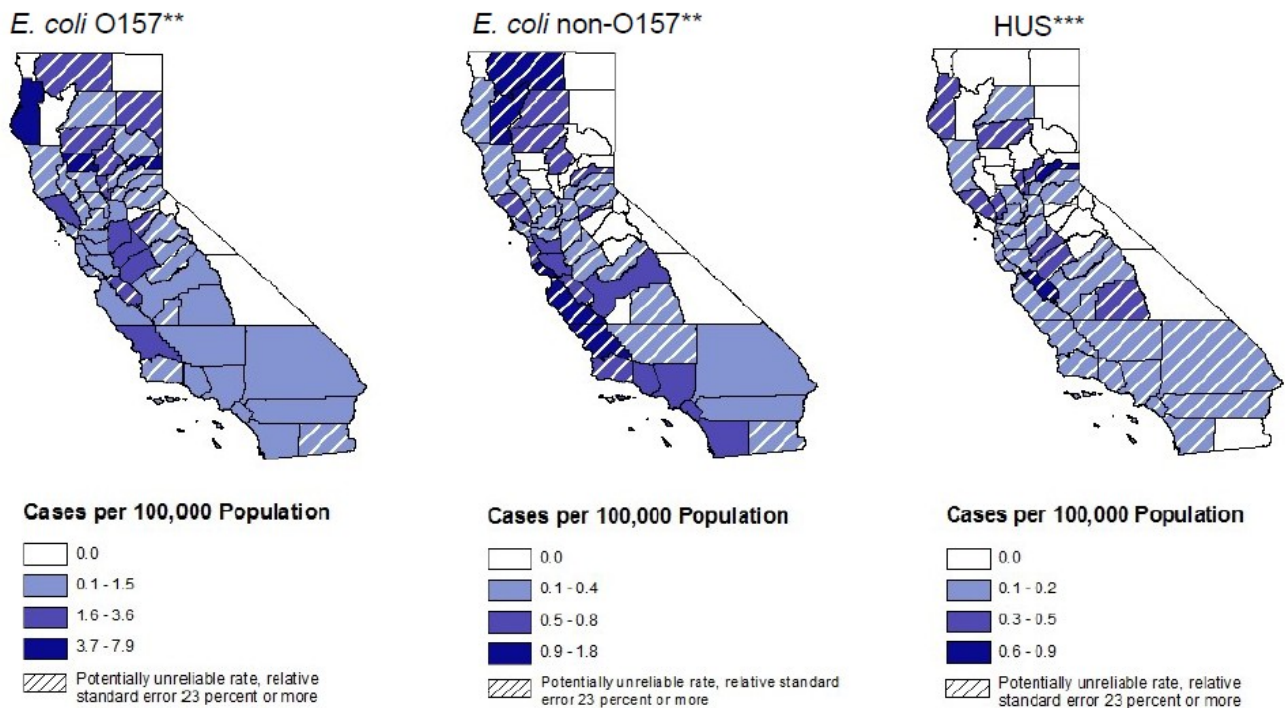 E. coli O157**
E. coli non-O157**
HUS***
Cases per 100,000 Population
0.0
0.1 - 1.5
1.6 - 3.6
3.7 - 7.9
Potentially unreliable rate, relative
standard error 23 percent or more
Cases per 100,000 Population
0.0
0.1 - 0.4
0.5 - 0.8
0.9 - 1.8
Potentially unreliable rate, relative standard
error 23 percent or more
Cases per 100,000 Population
0.0
0.1 - 0.2
0.3 - 0.5
0.6 - 0.9
Potentially unreliable rate, relative
standard error 23 percent or more